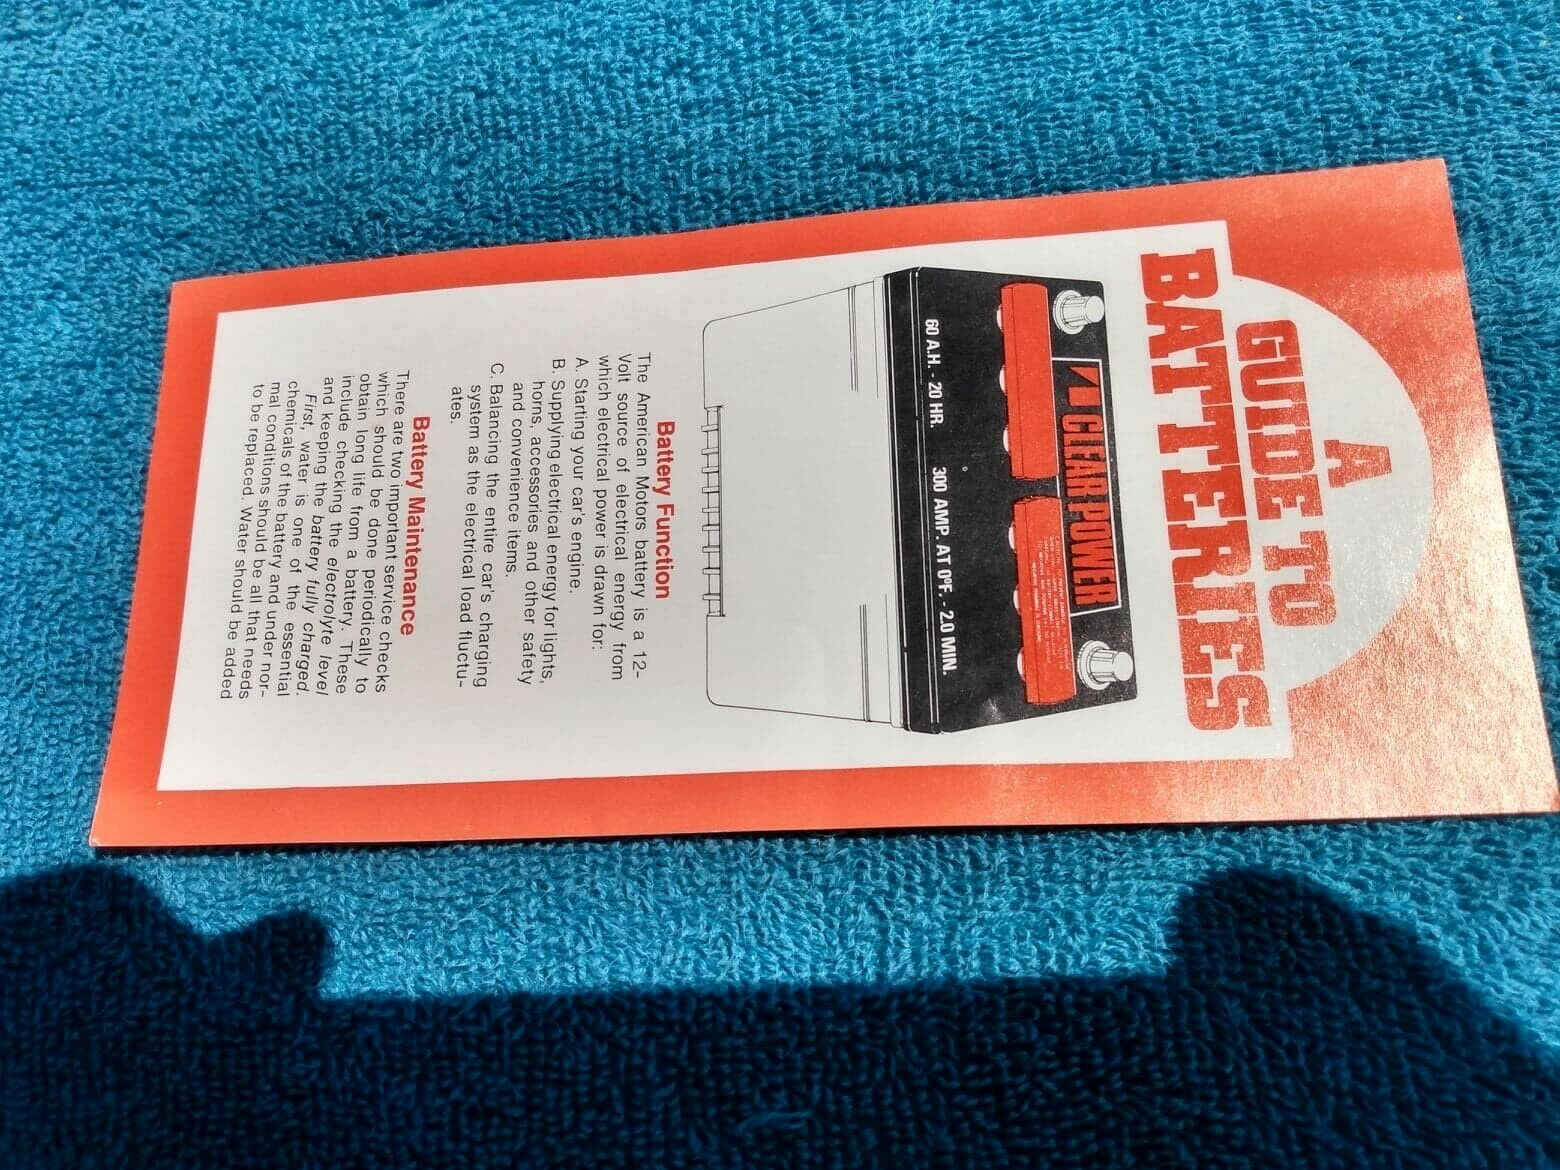 A
GUIDE TO
BATTERIES
CLEAR POWER
60 A.H. - 20 HR. 300 AMP. AT 0°F. - 2.0 MIN.
Battery Function
The American Motors battery is a 12-
Volt source of electrical energy from
which electrical power is drawn for:
A. Starting your car's engine.
B. Supplying electrical energy for lights,
horns, accessories and other safety
and convenience items.
C. Balancing the entire car's charging
system as the electrical load fluctu-
ates.
Battery Maintenance
There are two important service checks
which should be done periodically to
obtain long life from a battery. These
include checking the electrolyte level
and keeping the battery fully charged.
First, water is one of the essential
chemicals of the battery and under nor-
mal conditions should be all that needs
to be replaced. Water should be added